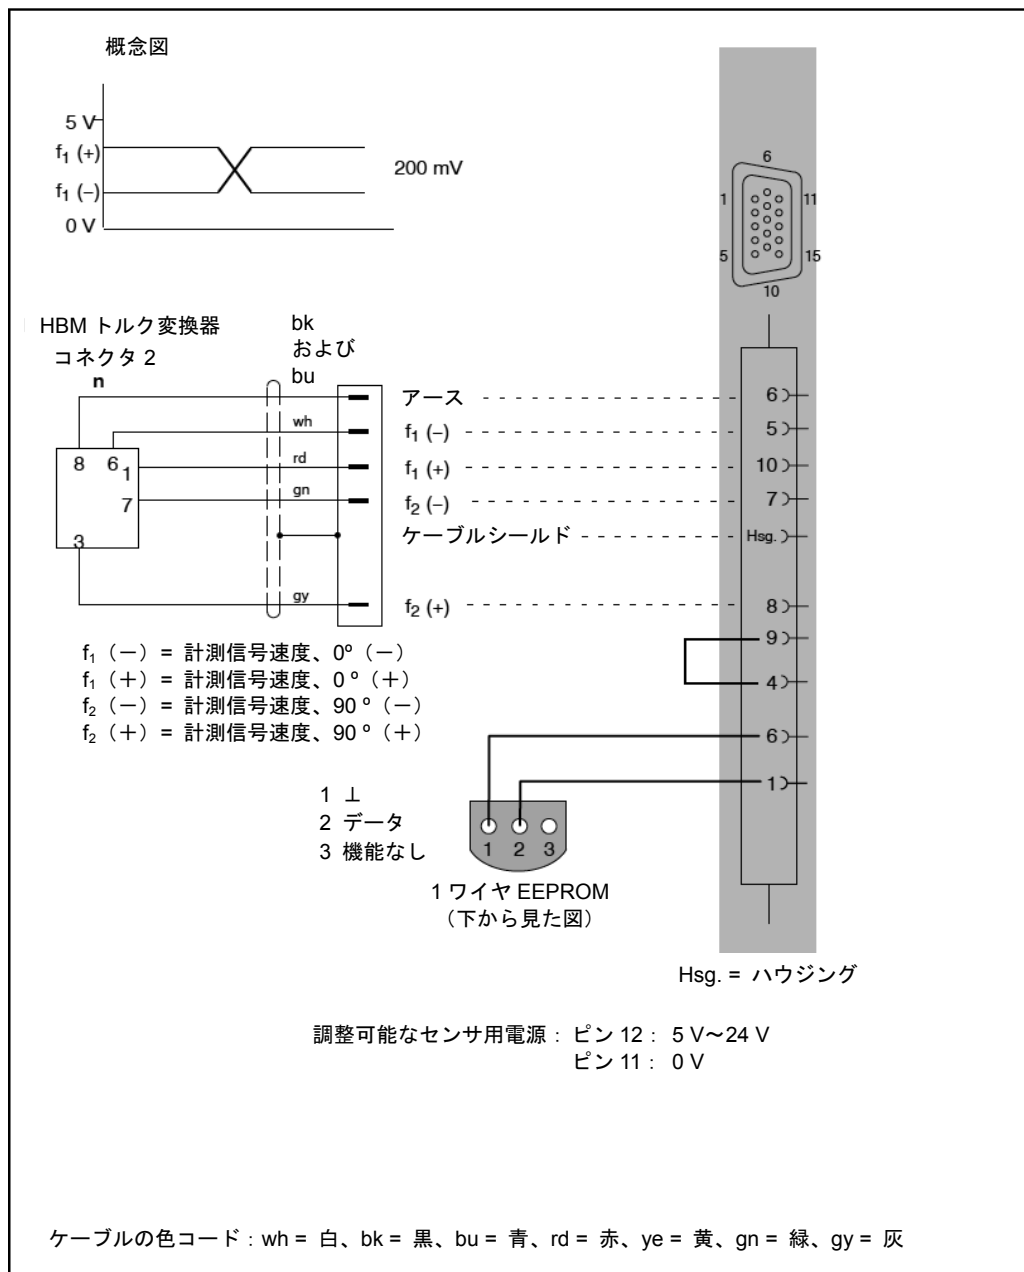 概念図
5 V
f₁ (+)
f₁ (−)
0 V
200 mV
6
1
11
5
15
10
HBM トルク変換器
コネクタ 2
n
bk
および
bu
wh
rd
gn
gy
8
6
1
7
3
アース
f₁ (−)
f₁ (+)
f₂ (−)
ケーブルシールド
f₂ (+)
6
5
10
7
Hsg.
8
9
4
6
1
f₁（−）= 計測信号速度、0º（−）
f₁（＋）= 計測信号速度、0 º（＋）
f₂（−）= 計測信号速度、90 º（−）
f₂（＋）= 計測信号速度、90 º（＋）
1 ⊥
2 データ
3 機能なし
1 2 3
1 ワイヤ EEPROM
（下から見た図）
Hsg. = ハウジング
調整可能なセンサ用電源：ピン 12： 5 V～24 V
ピン 11： 0 V
ケーブルの色コード：wh = 白、bk = 黒、bu = 青、rd = 赤、ye = 黄、gn = 緑、gy = 灰